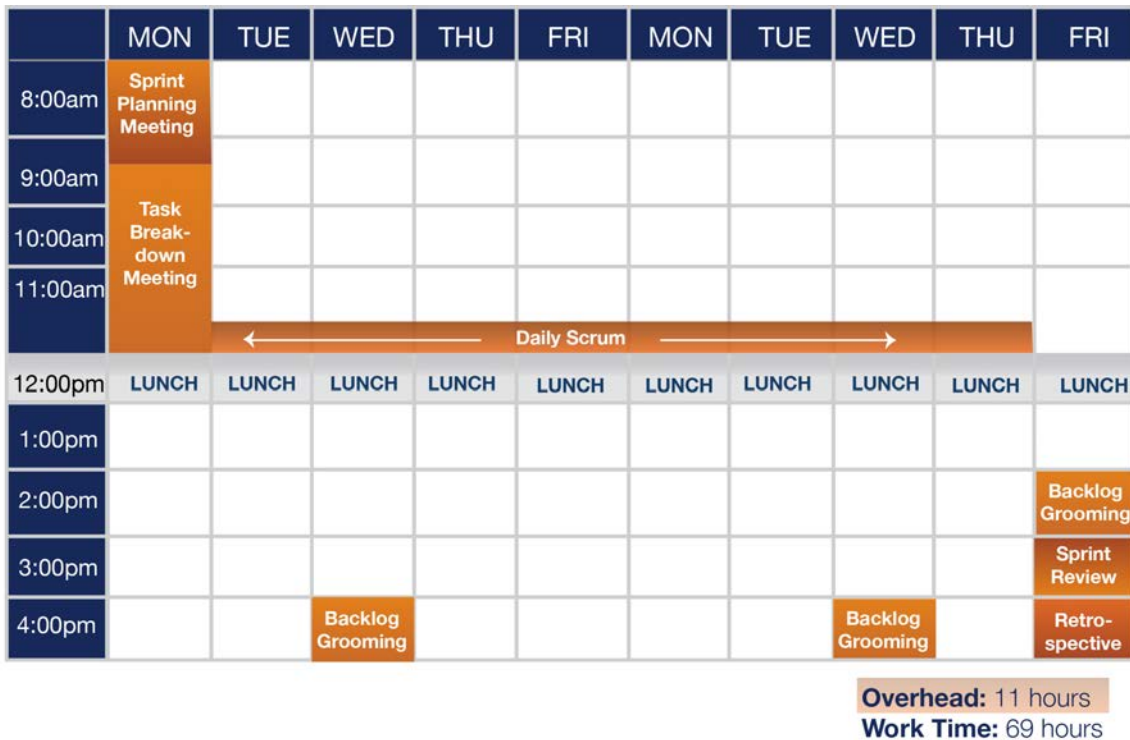 MON TUE WED THU FRI MON TUE WED THU FRI
8:00am
Sprint
Planning
Meeting
9:00am
Task
Break-
down
Meeting
10:00am
11:00am
Daily Scrum
12:00pm LUNCH LUNCH LUNCH LUNCH LUNCH LUNCH LUNCH LUNCH LUNCH LUNCH
1:00pm
2:00pm
Backlog
Grooming
3:00pm
Sprint
Review
4:00pm
Backlog
Grooming
Backlog
Grooming
Retro-
spective
Overhead: 11 hours
Work Time: 69 hours